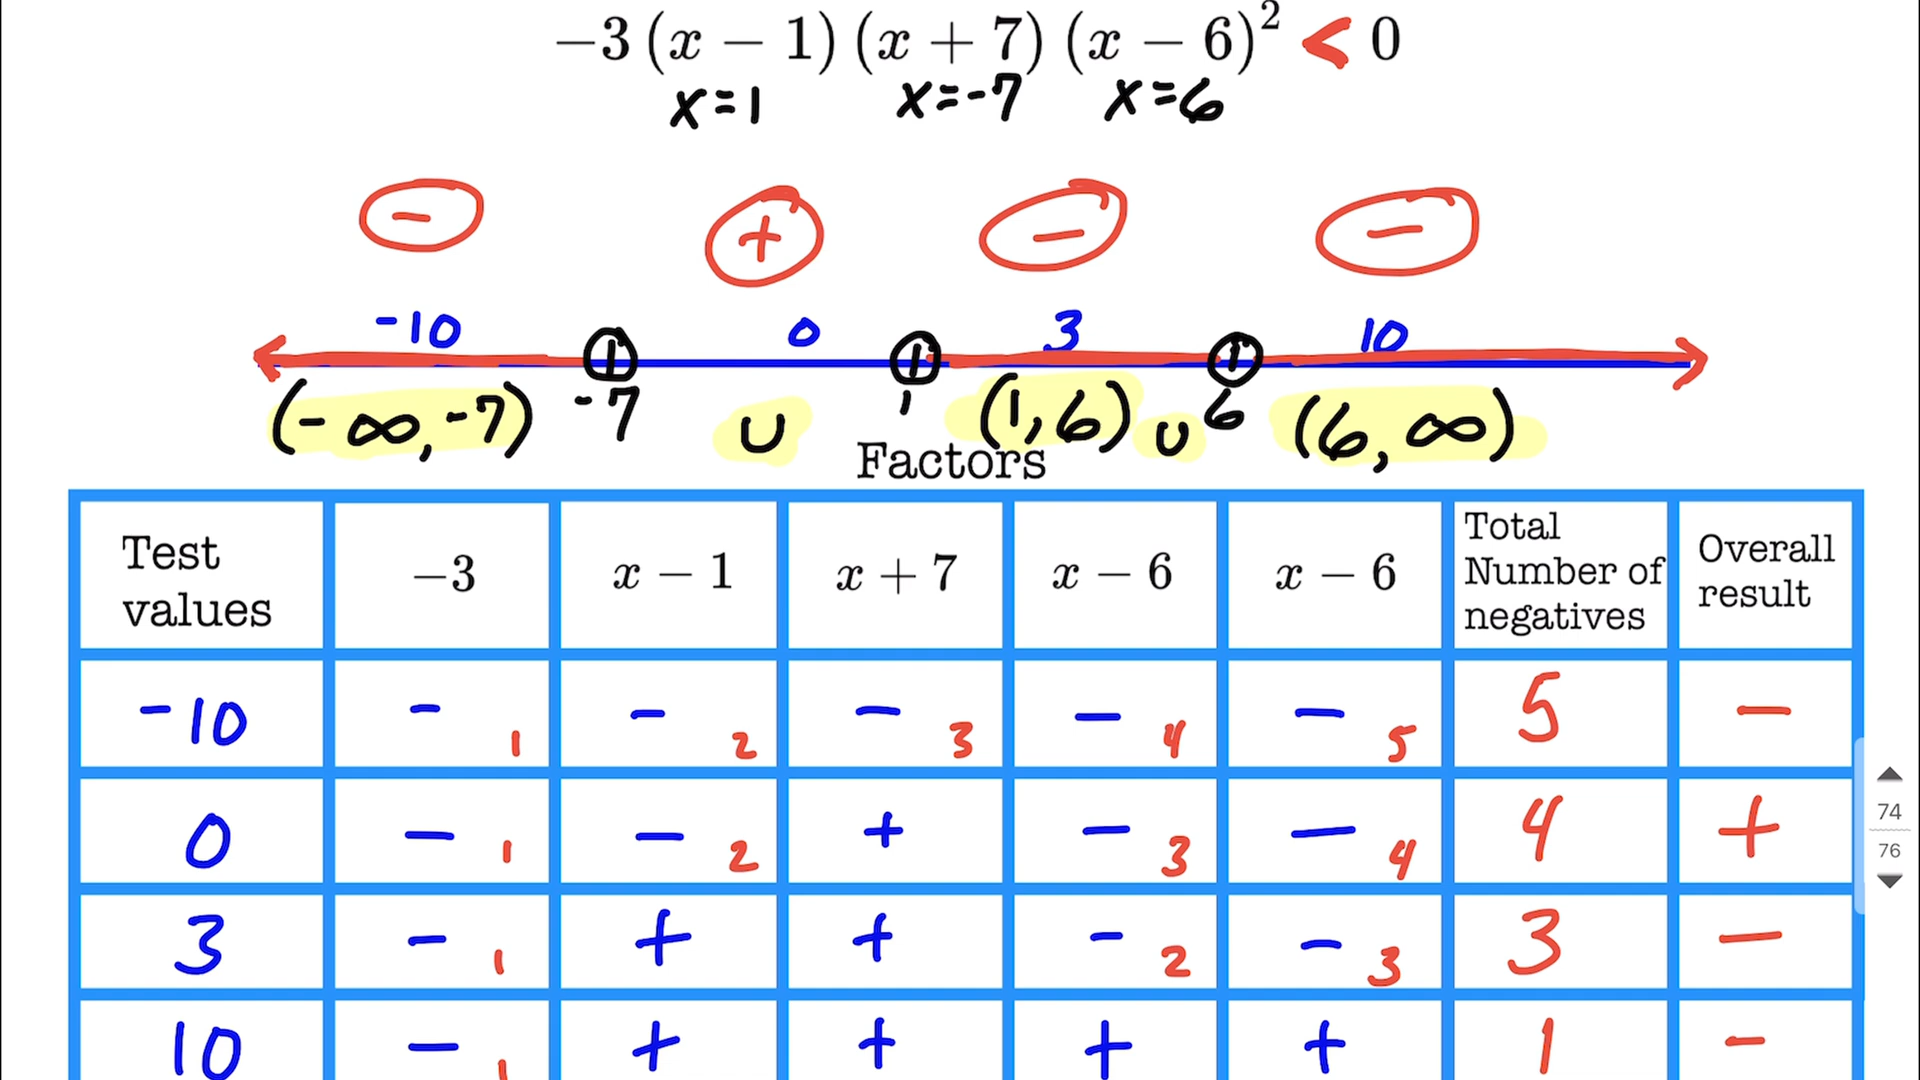 −3 (x − 1) (x + 7) (x − 6)² < 0
x=1 x=-7 x=6
- + - -
-10 0 3 10
-7 1 6
(-∞,-7) ∪ (1,6) ∪ (6,∞)
Factors
Test values −3 x − 1 x + 7 x − 6 x − 6 Total Number of negatives Overall result
-10 - 1 - 2 - 3 - 4 - 5 5 -
0 - 1 - 2 + - 3 - 4 4 +
3 - 1 + + - 2 - 3 3 -
10 - 1 + + + + 1 -
74
76